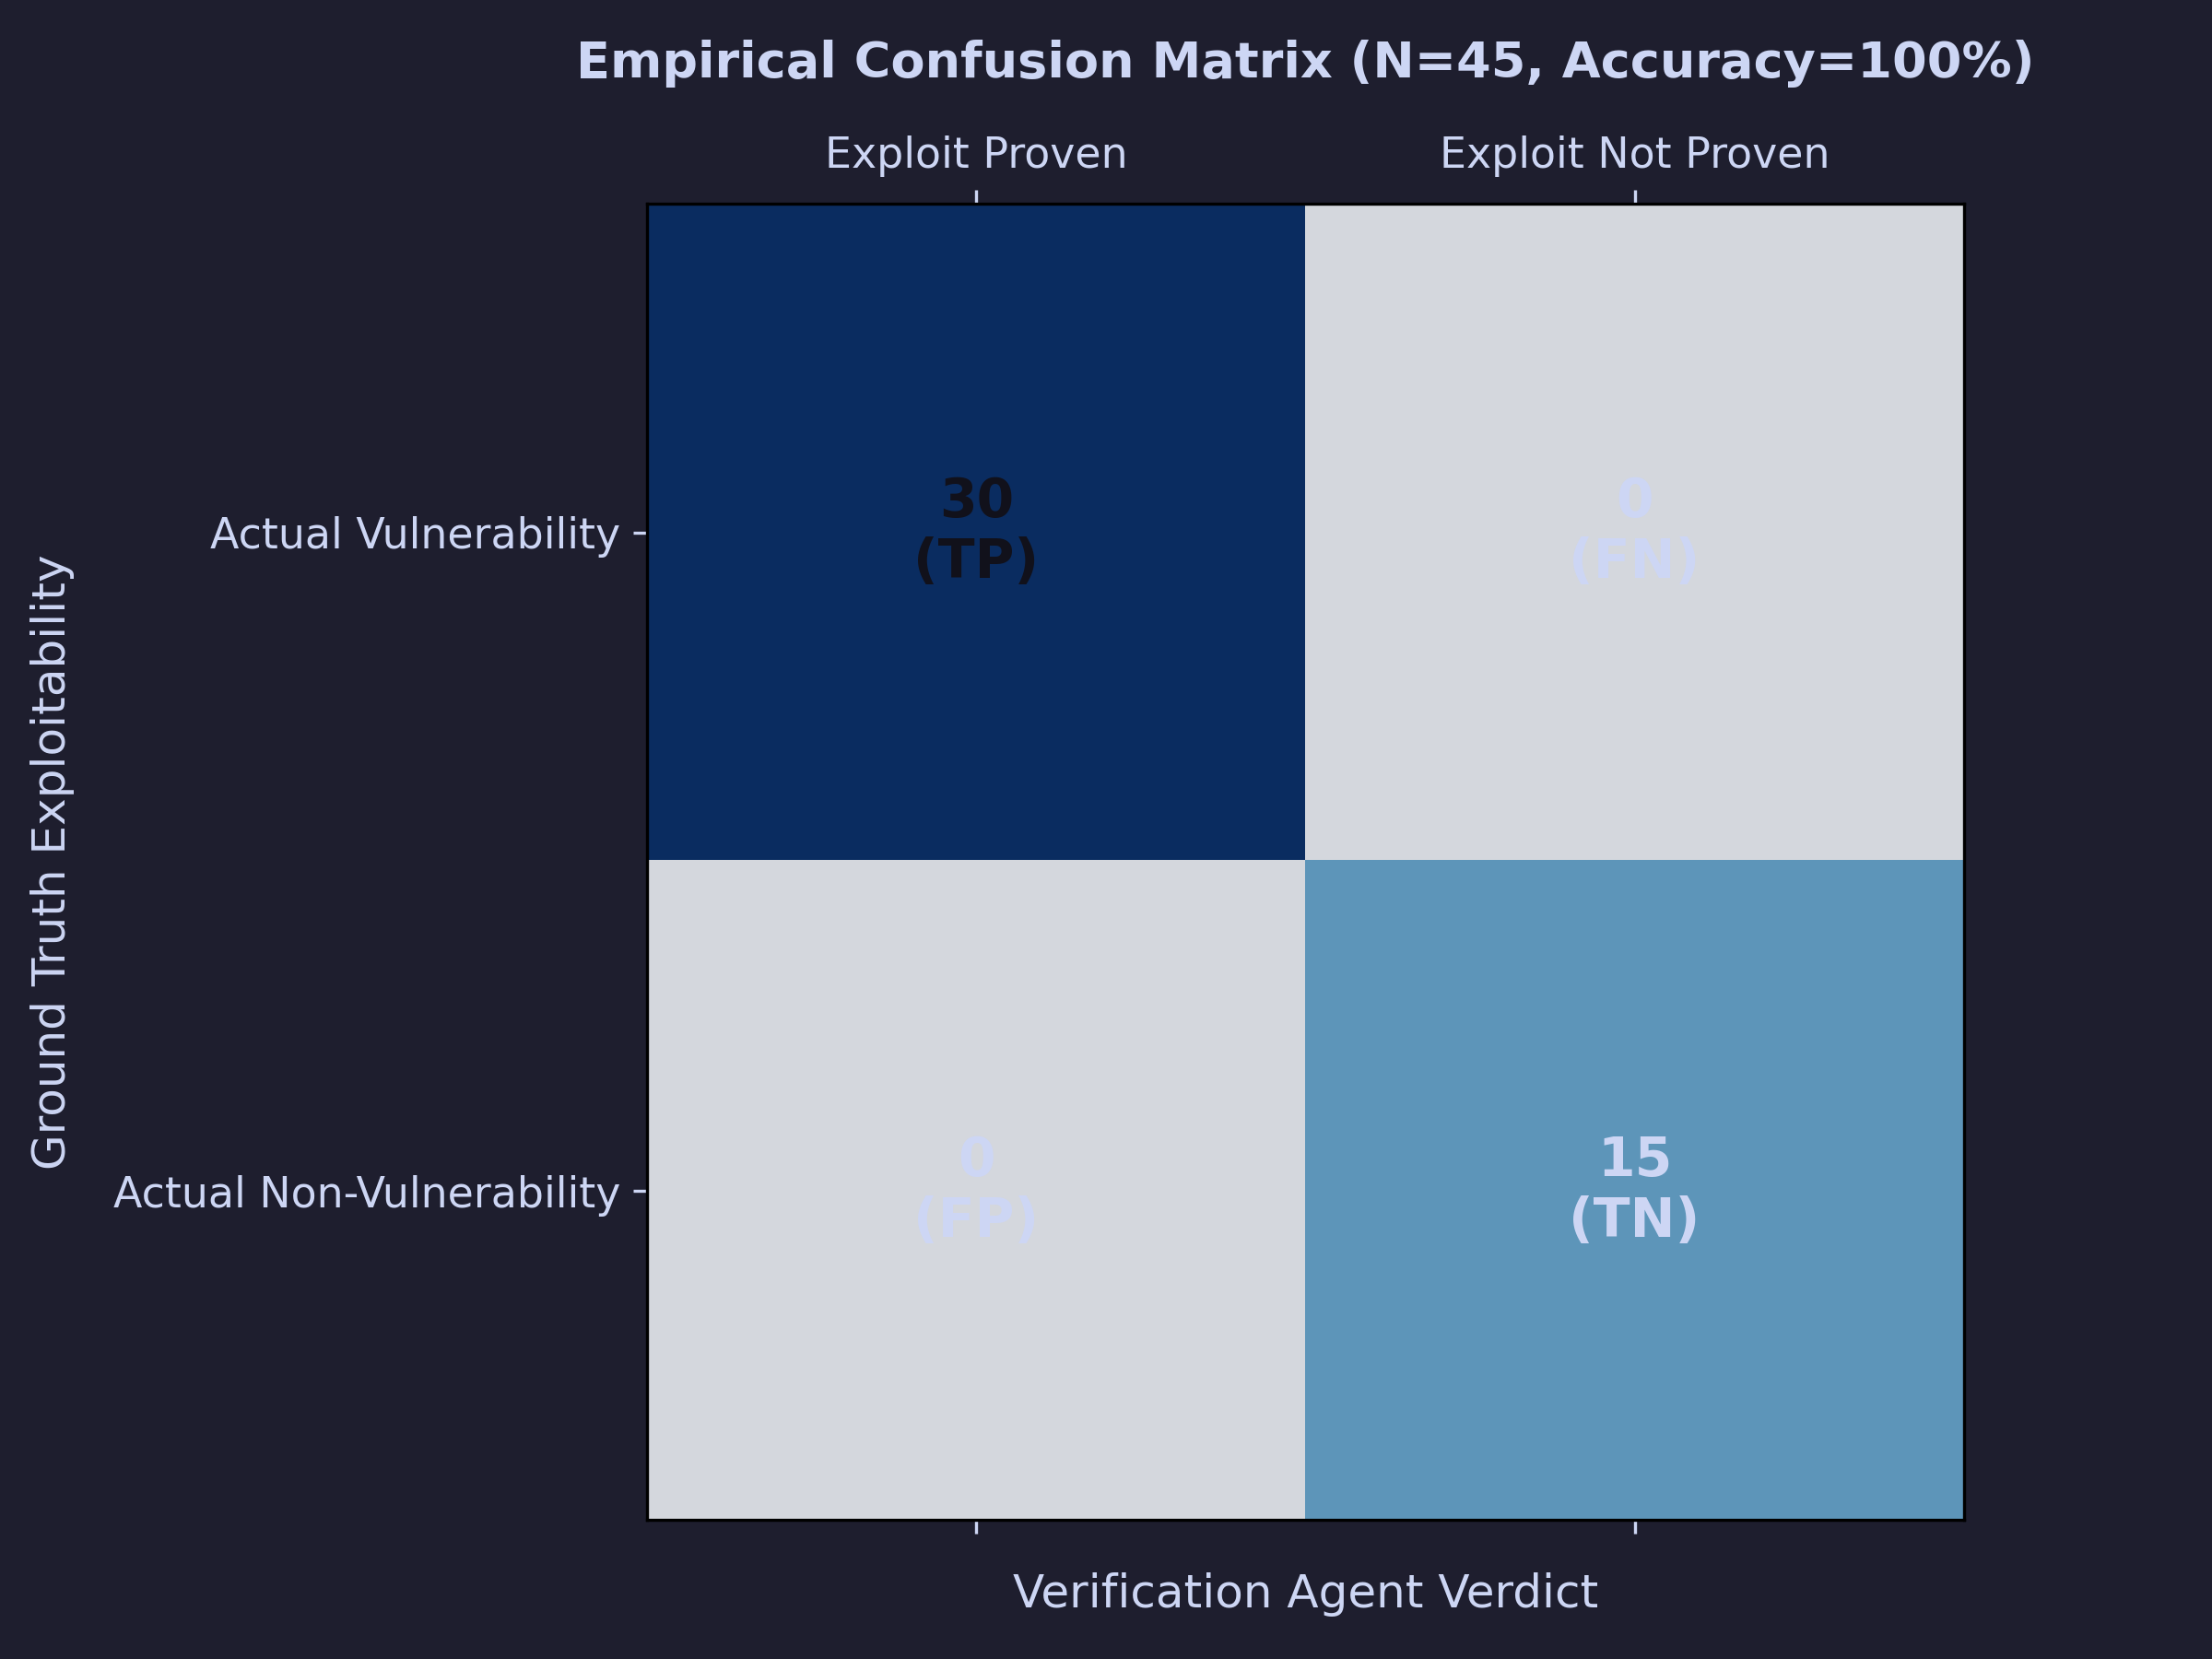 Empirical Confusion Matrix (N=45, Accuracy=100%)
Exploit Proven
Exploit Not Proven
Ground Truth Exploitability
Actual Vulnerability
30
(TP)
0
(FN)
Actual Non-Vulnerability
0
(FP)
15
(TN)
Verification Agent Verdict